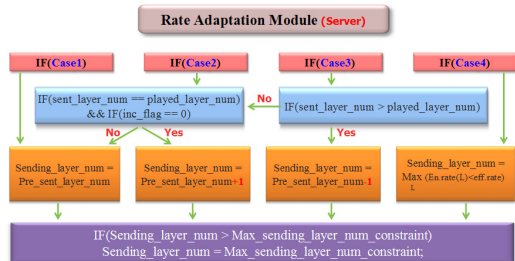 Rate Adaptation Module (Server)
IF(Case1)
IF(Case2)
IF(Case3)
IF(Case4)
IF(sent_layer_num == played_layer_num)
&& IF(inc_flag == 0)
No
IF(sent_layer_num > played_layer_num)
No
Yes
Yes
Sending_layer_num =
Pre_sent_layer_num
Sending_layer_num =
Pre_sent_layer_num+1
Sending_layer_num =
Pre_sent_layer_num-1
Sending_layer_num =
Max (En.rate(L)<eff.rate)
L
IF(Sending_layer_num > Max_sending_layer_num_constraint)
Sending_layer_num = Max_sending_layer_num_constraint;